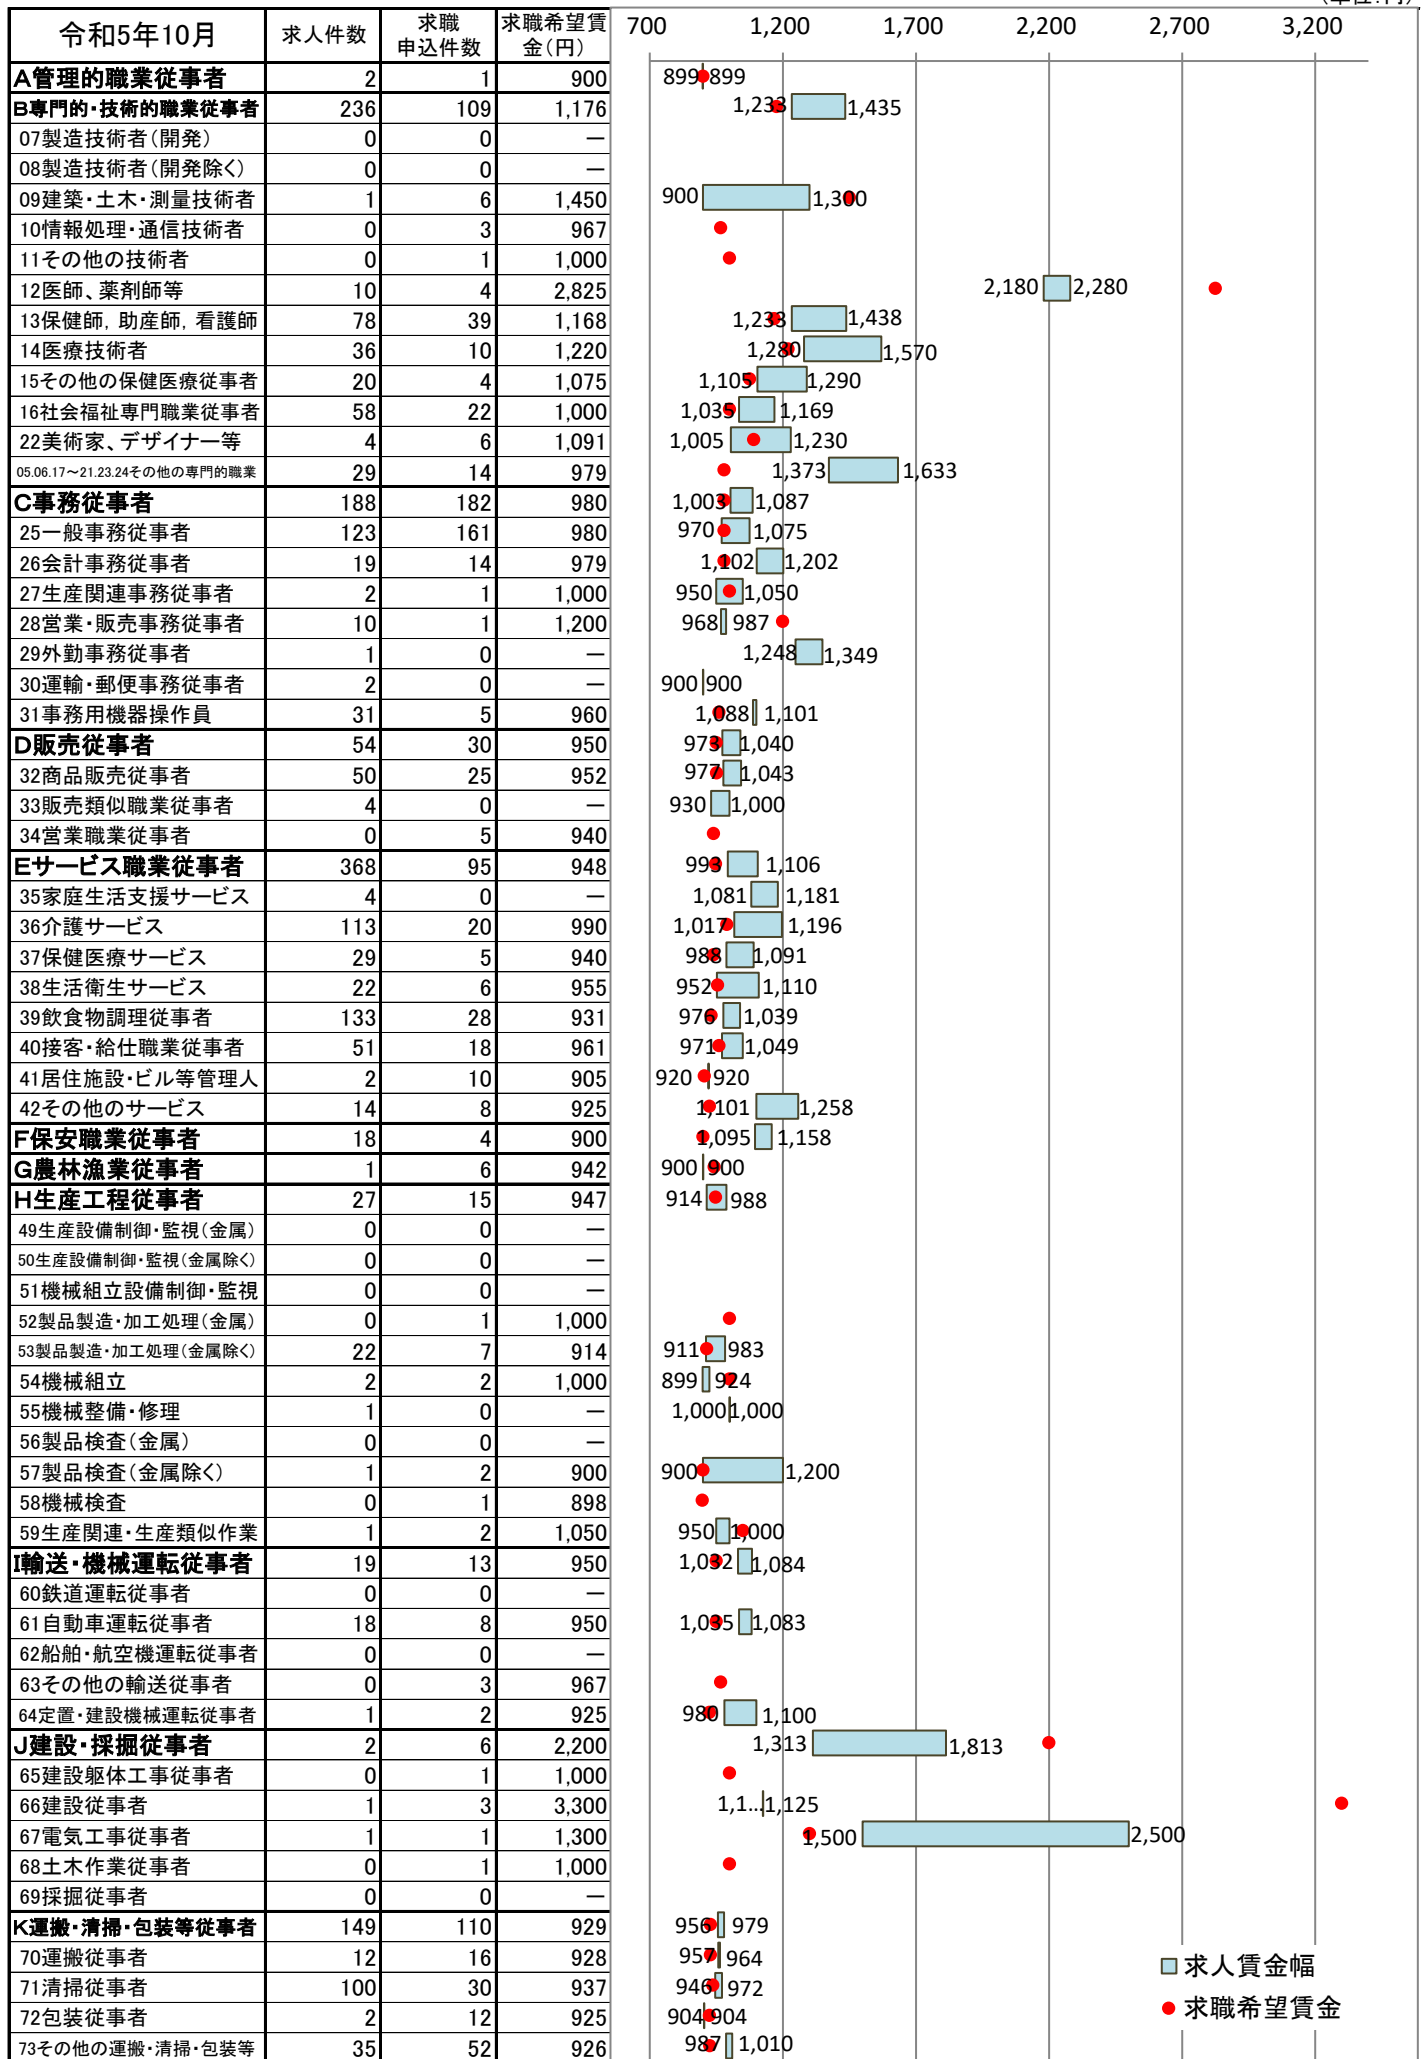 令和5年10月 求人件数 求職申込件数 求職希望賃金(円) 700 1,200 1,700 2,200 2,700 3,200
A管理的職業従事者 2 1 900 899 899
B専門的・技術的職業従事者 236 109 1,176 1,233 1,435
07製造技術者(開発) 0 0 ―
08製造技術者(開発除く) 0 0 ―
09建築・土木・測量技術者 1 6 1,450 900 1,300
10情報処理・通信技術者 0 3 967
11その他の技術者 0 1 1,000
12医師、薬剤師等 10 4 2,825 2,180 2,280
13保健師, 助産師, 看護師 78 39 1,168 1,233 1,438
14医療技術者 36 10 1,220 1,280 1,570
15その他の保健医療従事者 20 4 1,075 1,105 1,290
16社会福祉専門職業従事者 58 22 1,000 1,035 1,169
22美術家、デザイナー等 4 6 1,091 1,005 1,230
05.06.17～21.23.24その他の専門的職業 29 14 979 1,373 1,633
C事務従事者 188 182 980 1,003 1,087
25一般事務従事者 123 161 980 970 1,075
26会計事務従事者 19 14 979 1,102 1,202
27生産関連事務従事者 2 1 1,000 950 1,050
28営業・販売事務従事者 10 1 1,200 968 987
29外勤事務従事者 1 0 ― 1,248 1,349
30運輸・郵便事務従事者 2 0 ― 900 900
31事務用機器操作員 31 5 960 1,088 1,101
D販売従事者 54 30 950 973 1,040
32商品販売従事者 50 25 952 977 1,043
33販売類似職業従事者 4 0 ― 930 1,000
34営業職業従事者 0 5 940
Eサービス職業従事者 368 95 948 993 1,106
35家庭生活支援サービス 4 0 ― 1,081 1,181
36介護サービス 113 20 990 1,017 1,196
37保健医療サービス 29 5 940 988 1,091
38生活衛生サービス 22 6 955 952 1,110
39飲食物調理従事者 133 28 931 976 1,039
40接客・給仕職業従事者 51 18 961 971 1,049
41居住施設・ビル等管理人 2 10 905 920 920
42その他のサービス 14 8 925 1,101 1,258
F保安職業従事者 18 4 900 1,095 1,158
G農林漁業従事者 1 6 942 900 900
H生産工程従事者 27 15 947 914 988
49生産設備制御・監視(金属) 0 0 ―
50生産設備制御・監視(金属除く) 0 0 ―
51機械組立設備制御・監視 0 0 ―
52製品製造・加工処理(金属) 0 1 1,000
53製品製造・加工処理(金属除く) 22 7 914 911 983
54機械組立 2 2 1,000 899 924
55機械整備・修理 1 0 ― 1,000 1,000
56製品検査(金属) 0 0 ―
57製品検査(金属除く) 1 2 900 900 1,200
58機械検査 0 1 898
59生産関連・生産類似作業 1 2 1,050 950 1,000
I輸送・機械運転従事者 19 13 950 1,032 1,084
60鉄道運転従事者 0 0 ―
61自動車運転従事者 18 8 950 1,035 1,083
62船舶・航空機運転従事者 0 0 ―
63その他の輸送従事者 0 3 967
64定置・建設機械運転従事者 1 2 925 980 1,100
J建設・採掘従事者 2 6 2,200 1,313 1,813
65建設躯体工事従事者 0 1 1,000
66建設従事者 1 3 3,300 1,1… 1,125
67電気工事従事者 1 1 1,300 1,500 2,500
68土木作業従事者 0 1 1,000
69採掘従事者 0 0 ―
K運搬・清掃・包装等従事者 149 110 929 956 979
70運搬従事者 12 16 928 957 964
71清掃従事者 100 30 937 946 972
72包装従事者 2 12 925 904 904
73その他の運搬・清掃・包装等 35 52 926 987 1,010
求人賃金幅
求職希望賃金